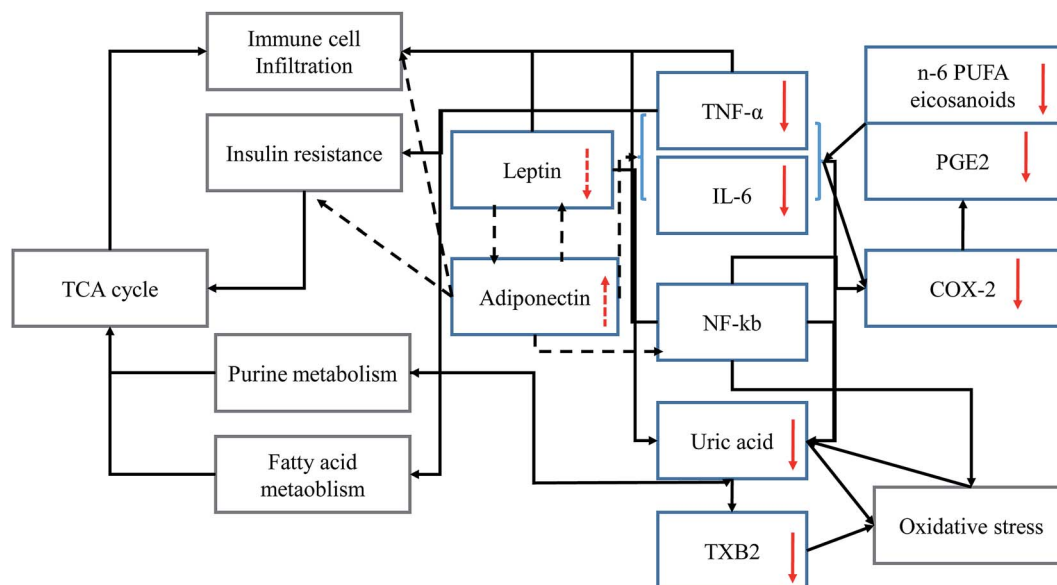 Immune cell
Infiltration
Insulin resistance
TCA cycle
Purine metabolism
Fatty acid
metaoblism
Leptin
Adiponectin
TNF-α
IL-6
NF-kb
Uric acid
TXB2
n-6 PUFA
eicosanoids
PGE2
COX-2
Oxidative stress